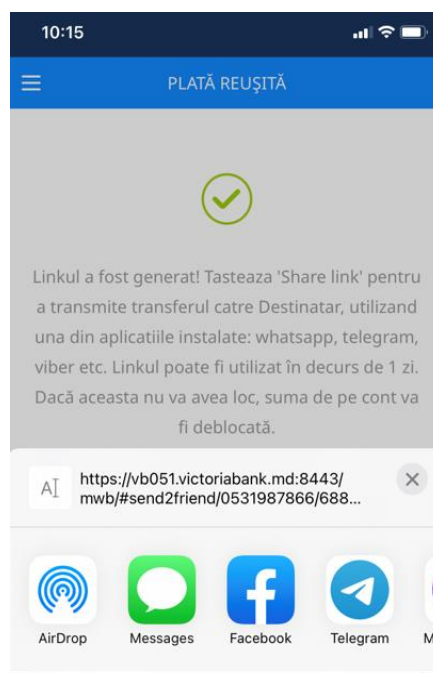 10:15
PLATĂ REUŞITĂ
Linkul a fost generat! Tasteaza 'Share link' pentru
a transmite transferul catre Destinatar, utilizand
una din aplicatiile instalate: whatsapp, telegram,
viber etc. Linkul poate fi utilizat în decurs de 1 zi.
Dacă aceasta nu va avea loc, suma de pe cont va
fi deblocată.
https://vb051.victoriabank.md:8443/
mwb/#send2friend/0531987866/688...
AirDrop Messages Facebook Telegram M